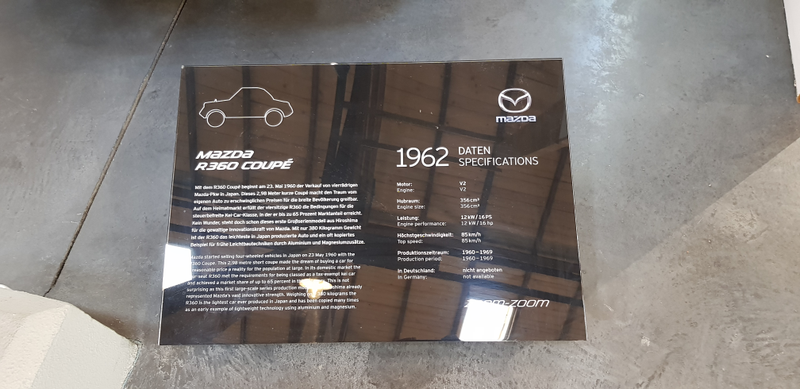 mazda
MAZDA
R360 COUPÉ
Mit dem R360 Coupé beginnt am 23. Mai 1960 der Verkauf von vierrädrigen
Mazda-Pkw in Japan. Dieses 2,98 Meter kurze Coupé macht den Traum vom
eigenen Auto zu erschwinglichen Preisen für die breite Bevölkerung greifbar.
Auf dem Heimatmarkt erfüllt der viersitzige R360 die Bedingungen für die
steuerbefreite Kei-Car-Klasse, in der er bis zu 65 Prozent Marktanteil erreicht.
Kein Wunder, steht doch schon dieses erste Großserienmodell aus Hiroshima
für die gewaltige Innovationskraft von Mazda. Mit nur 380 Kilogramm Gewicht
ist der R360 das leichteste in Japan produzierte Auto und ein oft kopiertes
Beispiel für frühe Leichtbautechniken durch Aluminium und Magnesiumzusätze.
Mazda started selling four-wheeled vehicles in Japan on 23 May 1960 with the
R360 Coupé. This 2,98 metre short coupe made the dream of buying a car for
reasonable price a reality for the population at large. In its domestic market the
seat R360 met the requirements for being classed as a tax-exempt kei car
and achieved a market share of up to 65 percent in This is not
surprising as this first large-scale series production already
represented Mazda's vast innovative strength. Weighing kilograms the
R360 is the lightest car ever produced in Japan and has been copied many times
as an early example of lightweight technology using aluminium and magnesium.
1962 DATEN
SPECIFICATIONS
Motor: V2
Engine: V2
Hubraum: 356 cm³
Engine size: 356 cm³
Leistung: 12 kW / 16 PS
Engine performance: 12 kW / 16 hp
Höchstgeschwindigkeit: 85 km/h
Top speed: 85 km/h
Produktionszeitraum: 1960–1969
Production period: 1960–1969
In Deutschland: nicht angeboten
In Germany: not available
zoom-zoom